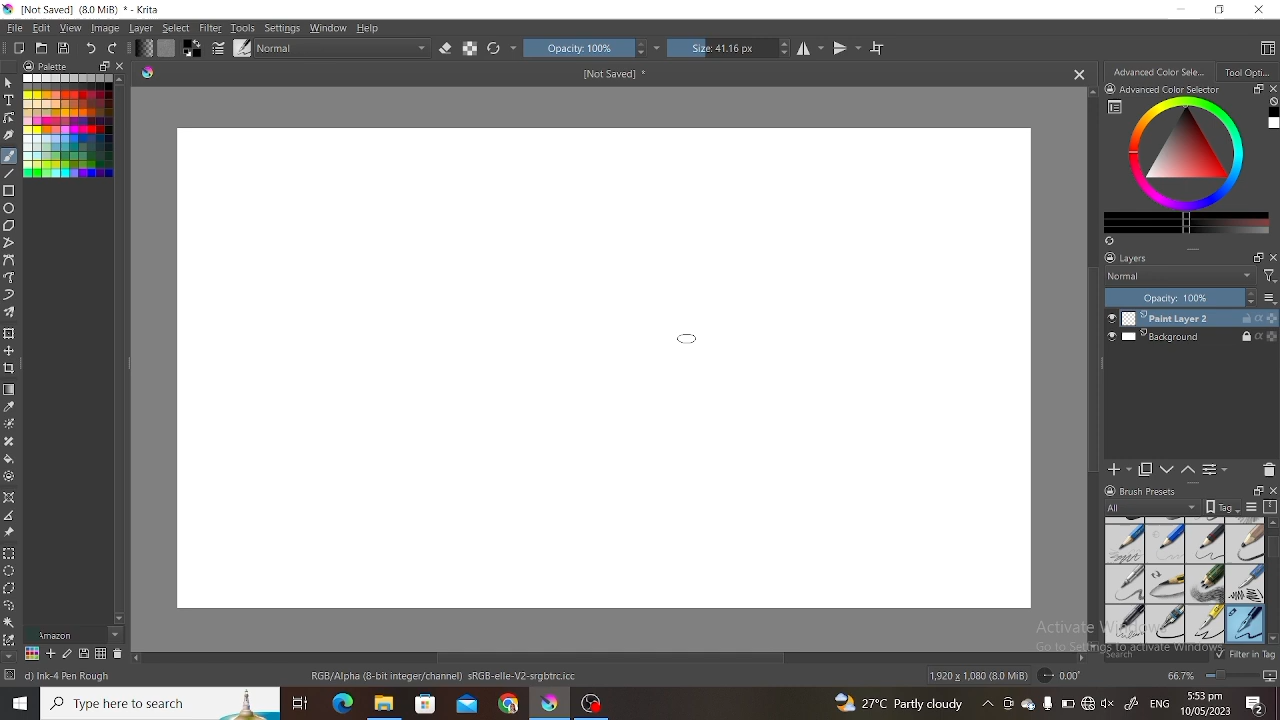 [Not Saved]  (8.0 MiB)  * - Krita
File Edit View Image Layer Select Filter Tools Settings Window Help
Normal Opacity: 100% Size: 41.16 px
Palette [Not Saved]  * Advanced Color Sele... Tool Opti...
Advanced Color Selector
Layers
Normal
Opacity:  100%
Paint Layer 2
Background
Brush Presets
All Tag
Activate Windows
Amazon Go to Settings to activate Windows.
Search Filter in Tag
d) Ink-4 Pen Rough RGB/Alpha (8-bit integer/channel)  sRGB-elle-V2-srgbtrc.icc 1,920 x 1,080 (8.0 MiB) 0.00° 66.7%
Type here to search 27°C  Partly cloudy ENG 5:53 pm 10/05/2023 2